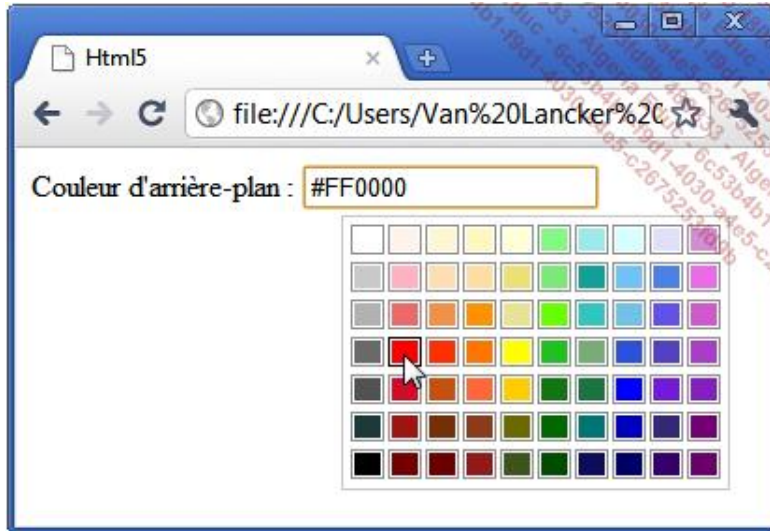 Html5
file:///C:/Users/Van%20Lancker%20
Couleur d'arrière-plan : #FF0000